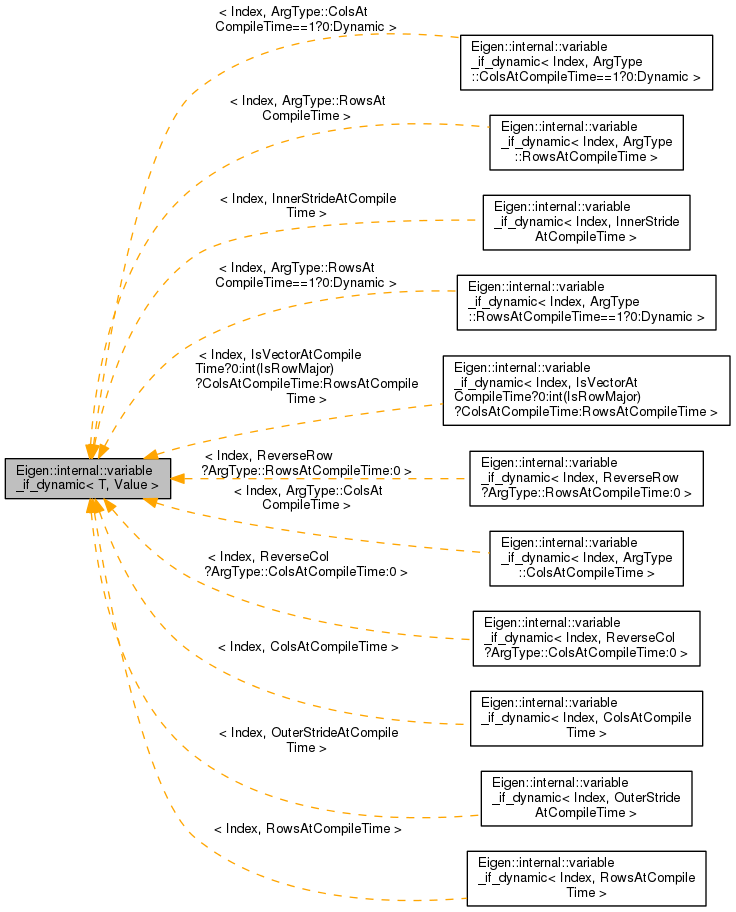 < Index, ArgType::ColsAt
CompileTime==1?0:Dynamic >
Eigen::internal::variable
_if_dynamic< Index, ArgType
::ColsAtCompileTime==1?0:Dynamic >
< Index, ArgType::RowsAt
CompileTime >
Eigen::internal::variable
_if_dynamic< Index, ArgType
::RowsAtCompileTime >
< Index, InnerStrideAtCompile
Time >
Eigen::internal::variable
_if_dynamic< Index, InnerStride
AtCompileTime >
< Index, ArgType::RowsAt
CompileTime==1?0:Dynamic >
Eigen::internal::variable
_if_dynamic< Index, ArgType
::RowsAtCompileTime==1?0:Dynamic >
< Index, IsVectorAtCompile
Time?0:int(IsRowMajor)
?ColsAtCompileTime:RowsAtCompile
Time >
Eigen::internal::variable
_if_dynamic< Index, IsVectorAt
CompileTime?0:int(IsRowMajor)
?ColsAtCompileTime:RowsAtCompileTime >
Eigen::internal::variable
_if_dynamic< T, Value >
< Index, ReverseRow
?ArgType::RowsAtCompileTime:0 >
Eigen::internal::variable
_if_dynamic< Index, ReverseRow
?ArgType::RowsAtCompileTime:0 >
< Index, ArgType::ColsAt
CompileTime >
Eigen::internal::variable
_if_dynamic< Index, ArgType
::ColsAtCompileTime >
< Index, ReverseCol
?ArgType::ColsAtCompileTime:0 >
Eigen::internal::variable
_if_dynamic< Index, ReverseCol
?ArgType::ColsAtCompileTime:0 >
< Index, ColsAtCompileTime >
Eigen::internal::variable
_if_dynamic< Index, ColsAtCompile
Time >
< Index, OuterStrideAtCompile
Time >
Eigen::internal::variable
_if_dynamic< Index, OuterStride
AtCompileTime >
< Index, RowsAtCompileTime >
Eigen::internal::variable
_if_dynamic< Index, RowsAtCompile
Time >